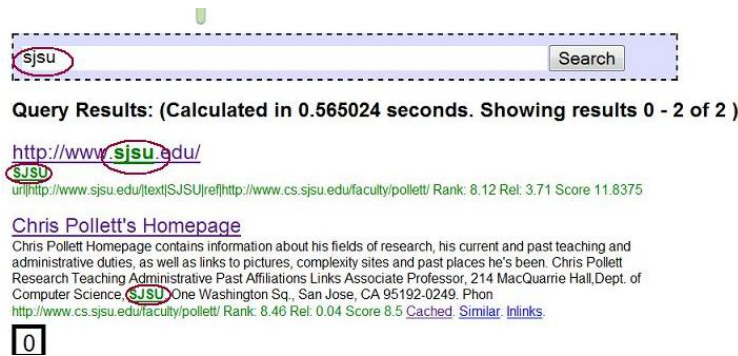 sjsu Search
Query Results: (Calculated in 0.565024 seconds. Showing results 0 - 2 of 2 )
http://www.sjsu.edu/
SJSU
url|http://www.sjsu.edu/|text|SJSU|ref|http://www.cs.sjsu.edu/faculty/pollett/ Rank: 8.12 Rel: 3.71 Score 11.8375
Chris Pollett's Homepage
Chris Pollett Homepage contains information about his fields of research, his current and past teaching and
administrative duties, as well as links to pictures, complexity sites and past places he's been. Chris Pollett
Research Teaching Administrative Past Affiliations Links Associate Professor, 214 MacQuarrie Hall,Dept. of
Computer Science, SJSU, One Washington Sq., San Jose, CA 95192-0249. Phon
http://www.cs.sjsu.edu/faculty/pollett/ Rank: 8.46 Rel: 0.04 Score 8.5 Cached. Similar. Inlinks.
0